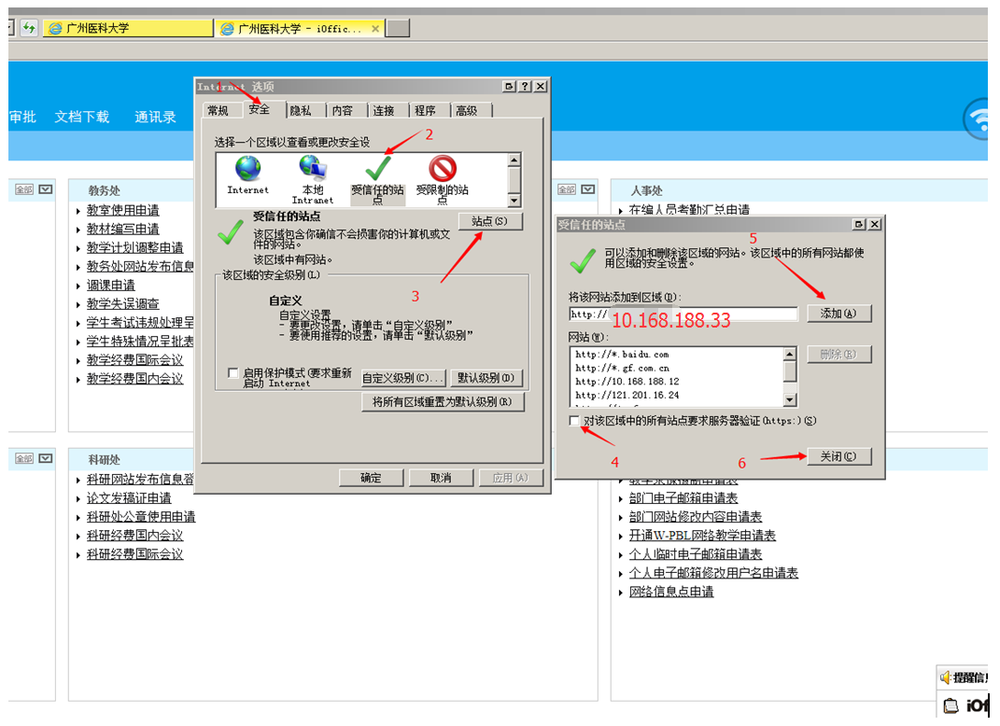 广州医科大学
广州医科大学 - iOffic...
审批 文档下载 通讯录
Internet 选项
1
常规 安全 隐私 内容 连接 程序 高级
2
选择一个区域以查看或更改安全设
Internet
本地
Intranet
受信任的站
点
受限制的站
点
受信任的站点
站点(S)
该区域包含你确信不会损害你的计算机或文
件的网站。
该区域中有网站。
3
该区域的安全级别(L)
自定义
自定义设置
- 要更改设置，请单击“自定义级别”
- 要使用推荐的设置，请单击“默认级别”
启用保护模式(要求重新
启动 Internet
自定义级别(C)... 默认级别(D)
将所有区域重置为默认级别(R)
确定 取消 应用(A)
受信任的站点
可以添加和删除该区域的网站。该区域中的所有网站都使
用区域的安全设置。
5
将该网站添加到区域(D):
http://
10.168.188.33
添加(A)
网站(W):
http://*.baidu.com
http://*.gf.com.cn
http://10.168.188.12
http://121.201.16.24
删除(R)
对该区域中的所有站点要求服务器验证(https:)(S)
4
6
关闭(C)
全部
教务处
教室使用申请
教材编写申请
教学计划调整申请
教务处网站发布信息
调课申请
教学失误调查
学生考试违规处理呈
学生特殊情况呈批表
教学经费国际会议
教学经费国内会议
全部
人事处
在编人员考勤汇总申请
全部
科研处
科研网站发布信息
论文发稿证申请
科研处公章使用申请
科研经费国内会议
科研经费国际会议
部门电子邮箱申请表
部门网站修改内容申请表
开通W-PBL网络教学申请表
个人临时电子邮箱申请表
个人电子邮箱修改用户名申请表
网络信息点申请
提醒信息
iOf